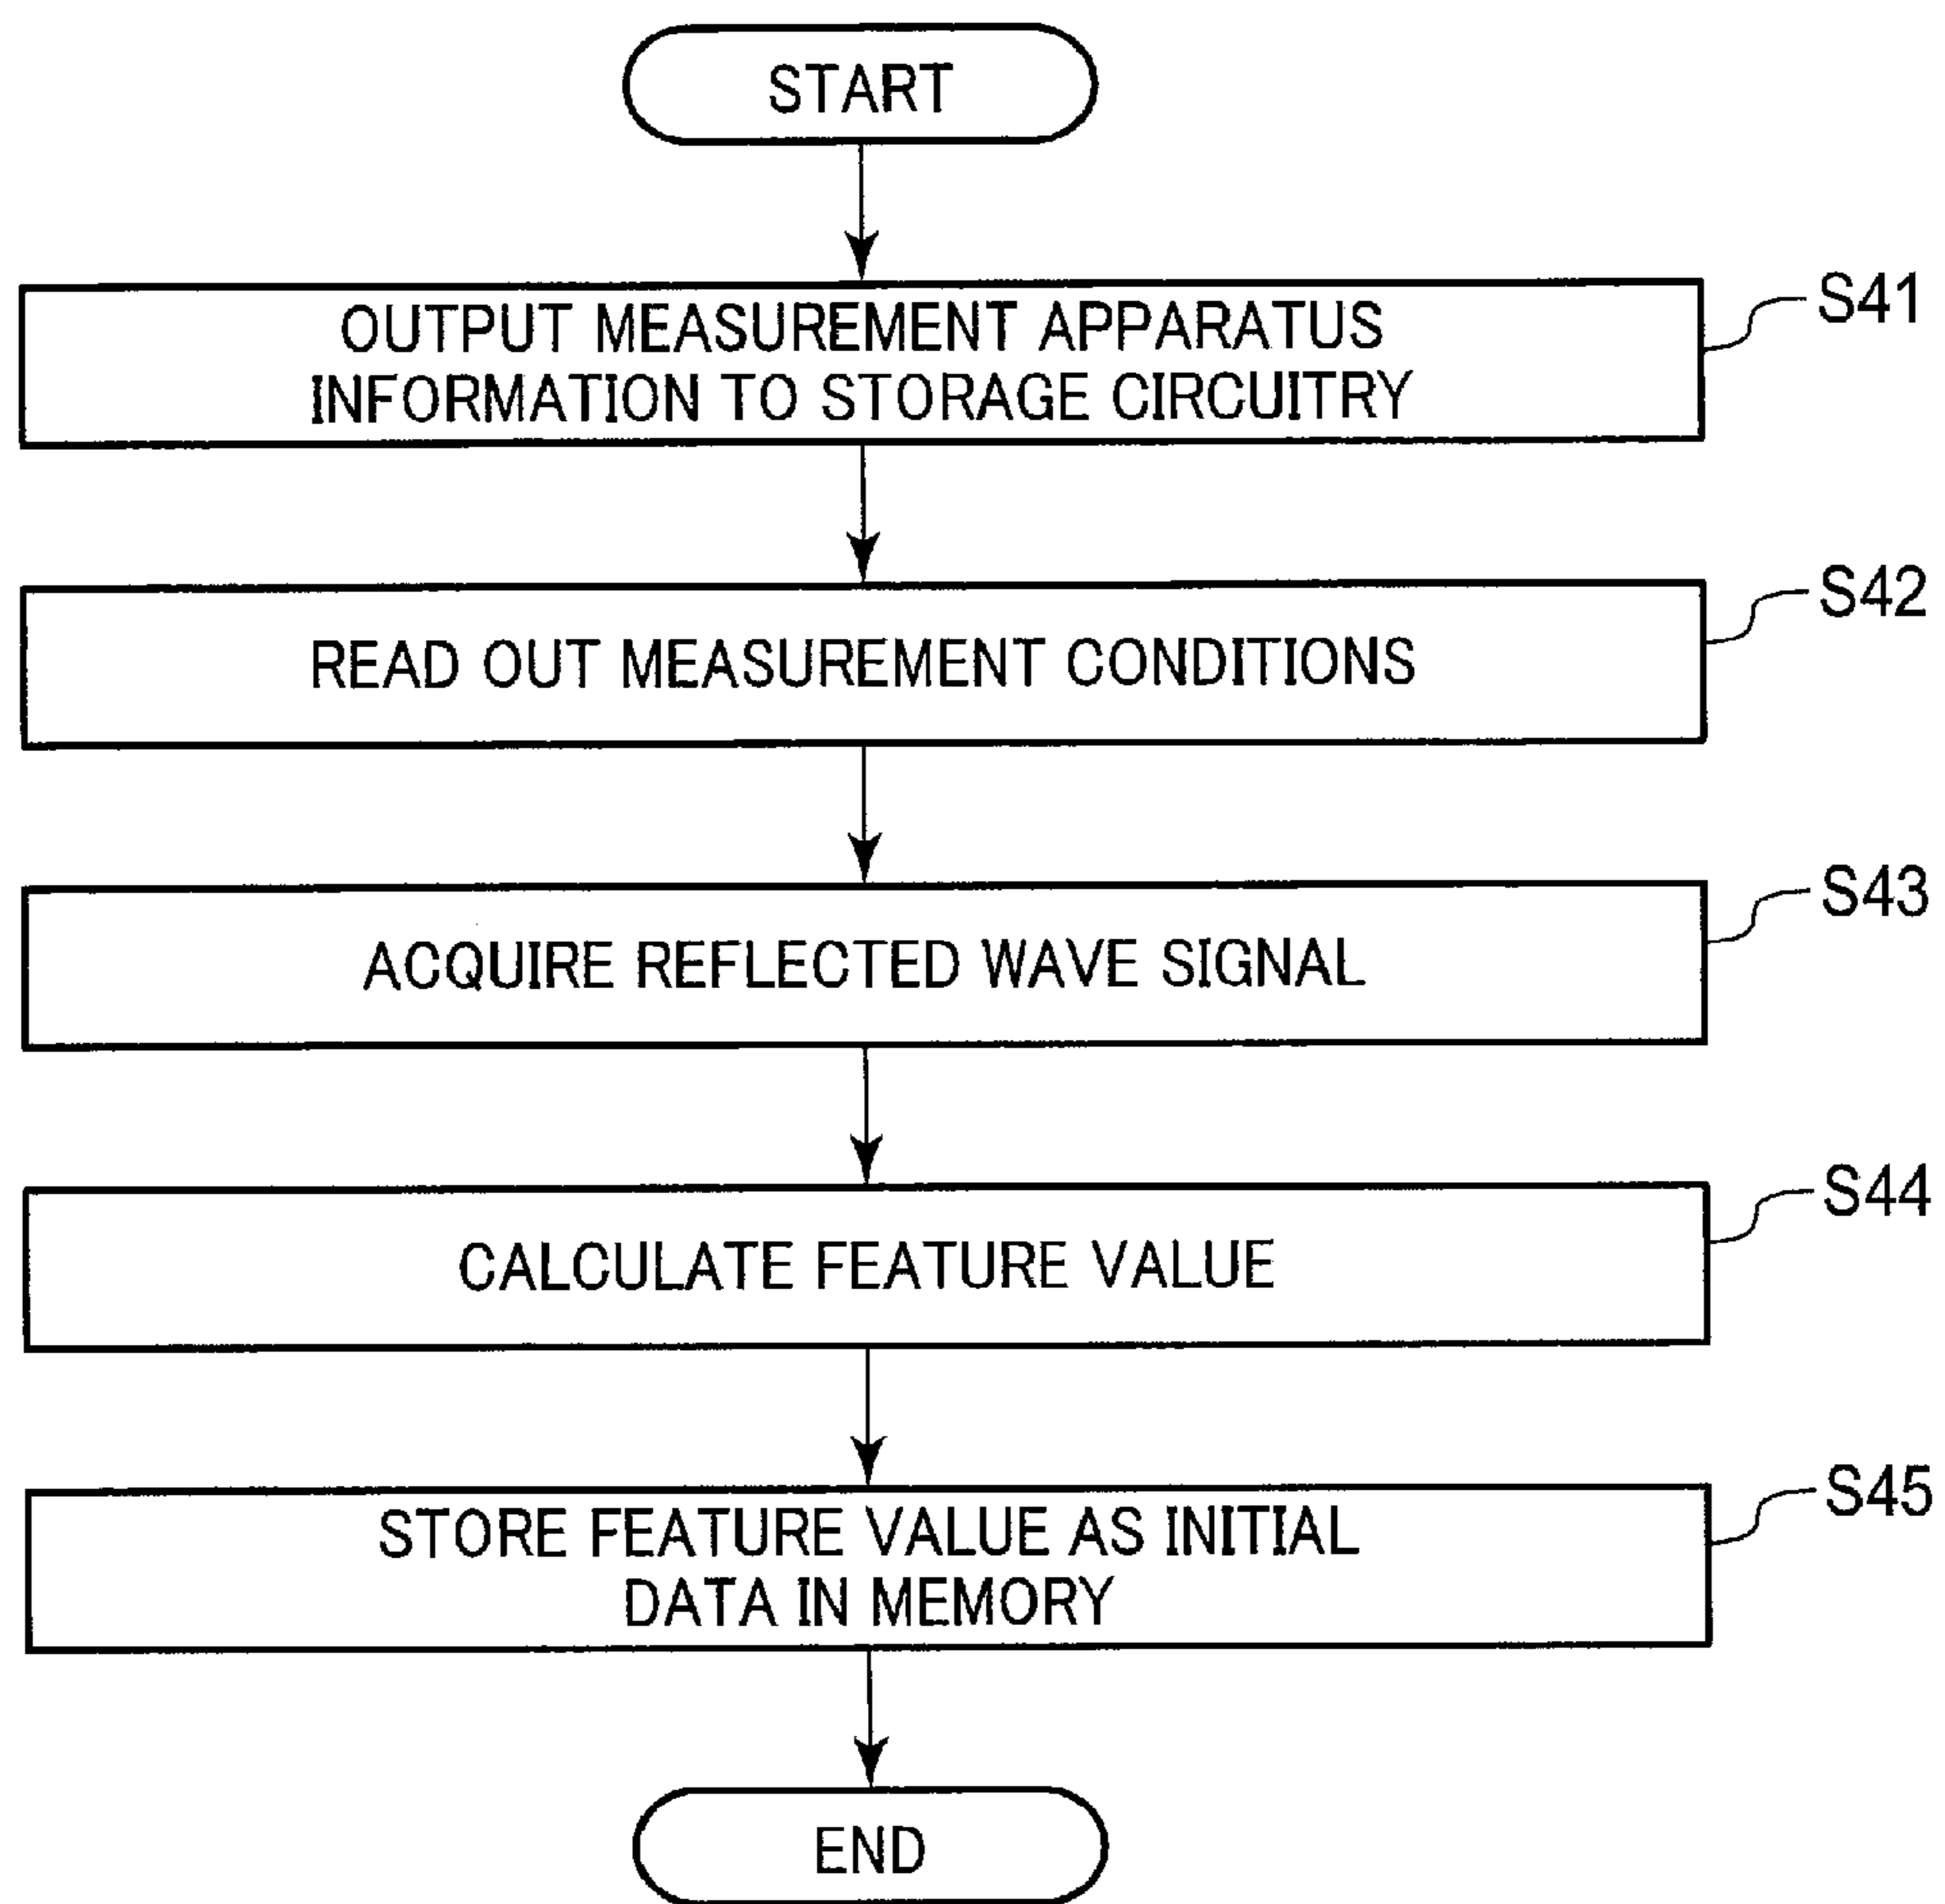 START
OUTPUT MEASUREMENT APPARATUS
INFORMATION TO STORAGE CIRCUITRY
S41
READ OUT MEASUREMENT CONDITIONS
S42
ACQUIRE REFLECTED WAVE SIGNAL
S43
CALCULATE FEATURE VALUE
S44
STORE FEATURE VALUE AS INITIAL
DATA IN MEMORY
S45
END